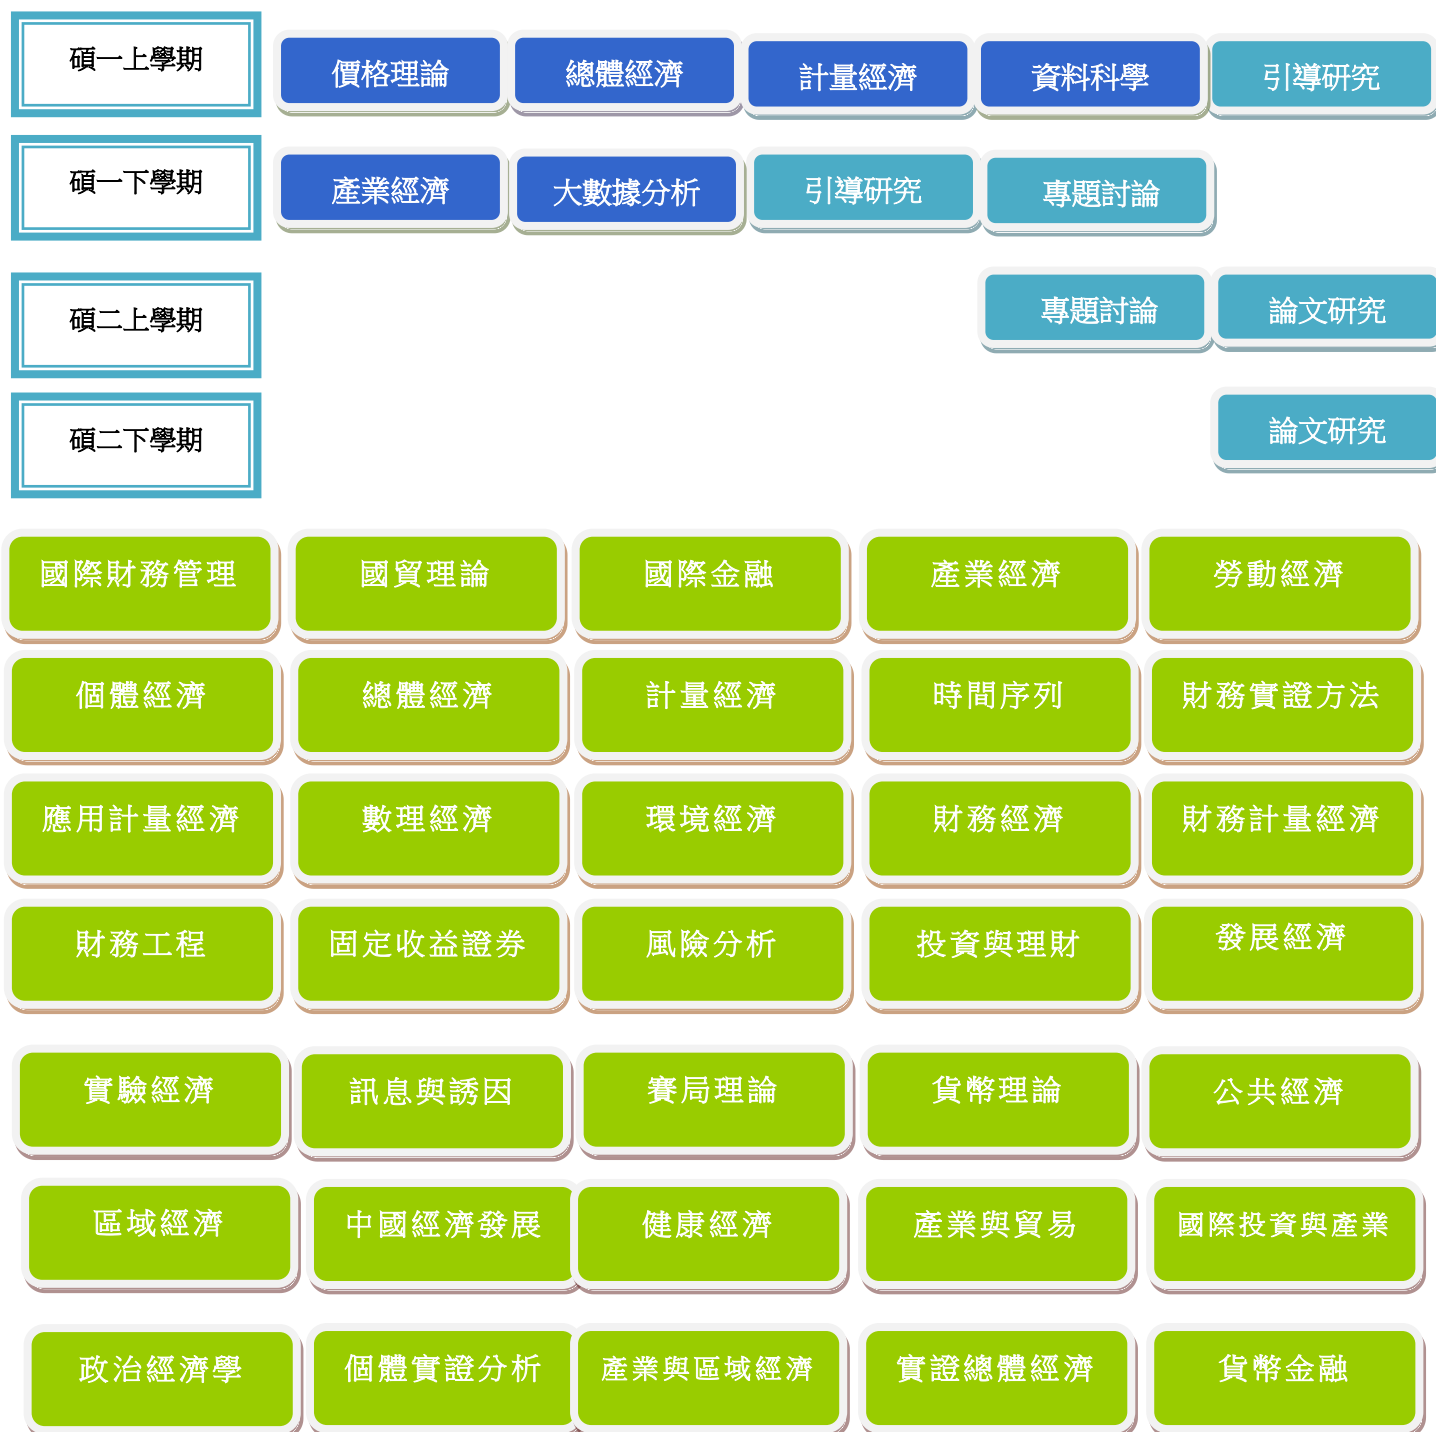 碩一上學期
價格理論
總體經濟
計量經濟
資料科學
引導研究
碩一下學期
產業經濟
大數據分析
引導研究
專題討論
碩二上學期
專題討論
論文研究
碩二下學期
論文研究
國際財務管理
國貿理論
國際金融
產業經濟
勞動經濟
個體經濟
總體經濟
計量經濟
時間序列
財務實證方法
應用計量經濟
數理經濟
環境經濟
財務經濟
財務計量經濟
財務工程
固定收益證券
風險分析
投資與理財
發展經濟
實驗經濟
訊息與誘因
賽局理論
貨幣理論
公共經濟
區域經濟
中國經濟發展
健康經濟
產業與貿易
國際投資與產業
政治經濟學
個體實證分析
產業與區域經濟
實證總體經濟
貨幣金融